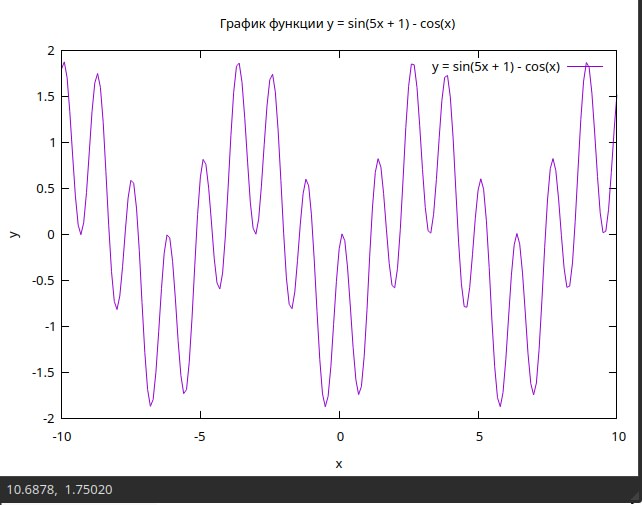 График функции y = sin(5x + 1) - cos(x)
y = sin(5x + 1) - cos(x)
2
1.5
1
0.5
0
-0.5
-1
-1.5
-2
y
-10 -5 0 5 10
x
10.6878, 1.75020